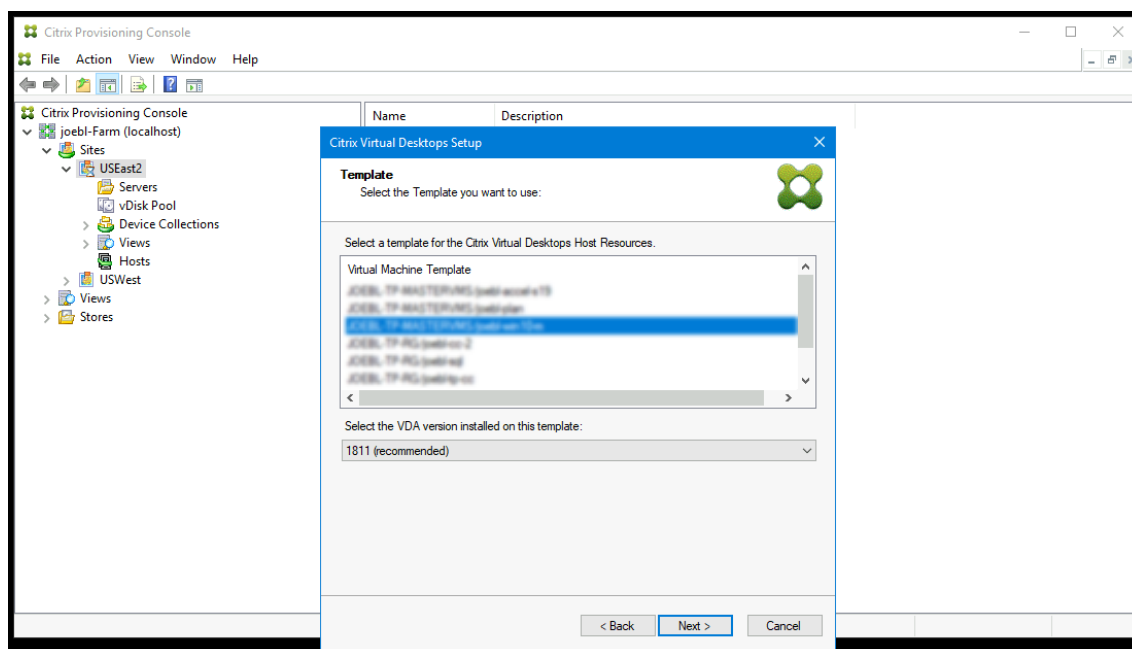 Citrix Provisioning Console
File Action View Window Help
Citrix Provisioning Console
joebl-Farm (localhost)
Sites
USEast2
Servers
vDisk Pool
Device Collections
Views
Hosts
USWest
Views
Stores
Name Description
Citrix Virtual Desktops Setup
Template
Select the Template you want to use:
Select a template for the Citrix Virtual Desktops Host Resources.
Virtual Machine Template
Select the VDA version installed on this template:
1811 (recommended)
< Back Next > Cancel